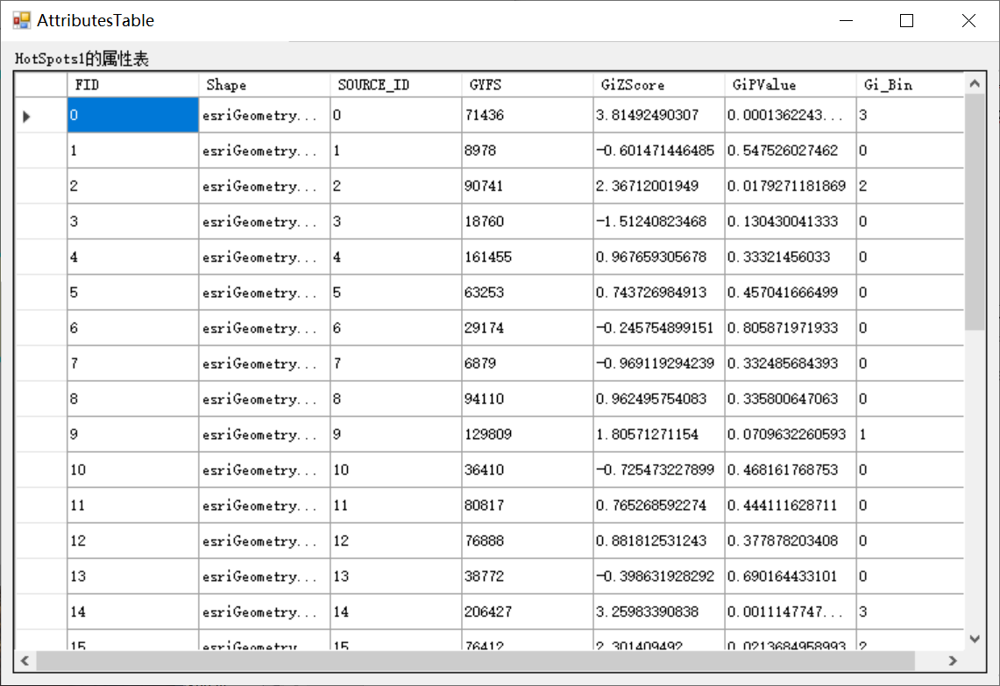 AttributesTable
HotSpots1的属性表
FID Shape SOURCE_ID GYFS GiZScore GiPValue Gi_Bin
0 esriGeometry... 0 71436 3.81492490307 0.0001362243... 3
1 esriGeometry... 1 8978 -0.601471446485 0.547526027462 0
2 esriGeometry... 2 90741 2.36712001949 0.0179271181869 2
3 esriGeometry... 3 18760 -1.51240823468 0.130430041333 0
4 esriGeometry... 4 161455 0.967659305678 0.33321456033 0
5 esriGeometry... 5 63253 0.743726984913 0.457041666499 0
6 esriGeometry... 6 29174 -0.245754899151 0.805871971933 0
7 esriGeometry... 7 6879 -0.969119294239 0.332485684393 0
8 esriGeometry... 8 94110 0.962495754083 0.335800647063 0
9 esriGeometry... 9 129809 1.80571271154 0.0709632260593 1
10 esriGeometry... 10 36410 -0.725473227899 0.468161768753 0
11 esriGeometry... 11 80817 0.765268592274 0.444111628711 0
12 esriGeometry... 12 76888 0.881812531243 0.377878203408 0
13 esriGeometry... 13 38772 -0.398631928292 0.690164433101 0
14 esriGeometry... 14 206427 3.25983390838 0.0011147747... 3
15 esriGeometry 15 76412 2.301409492 0.0213684958993 2